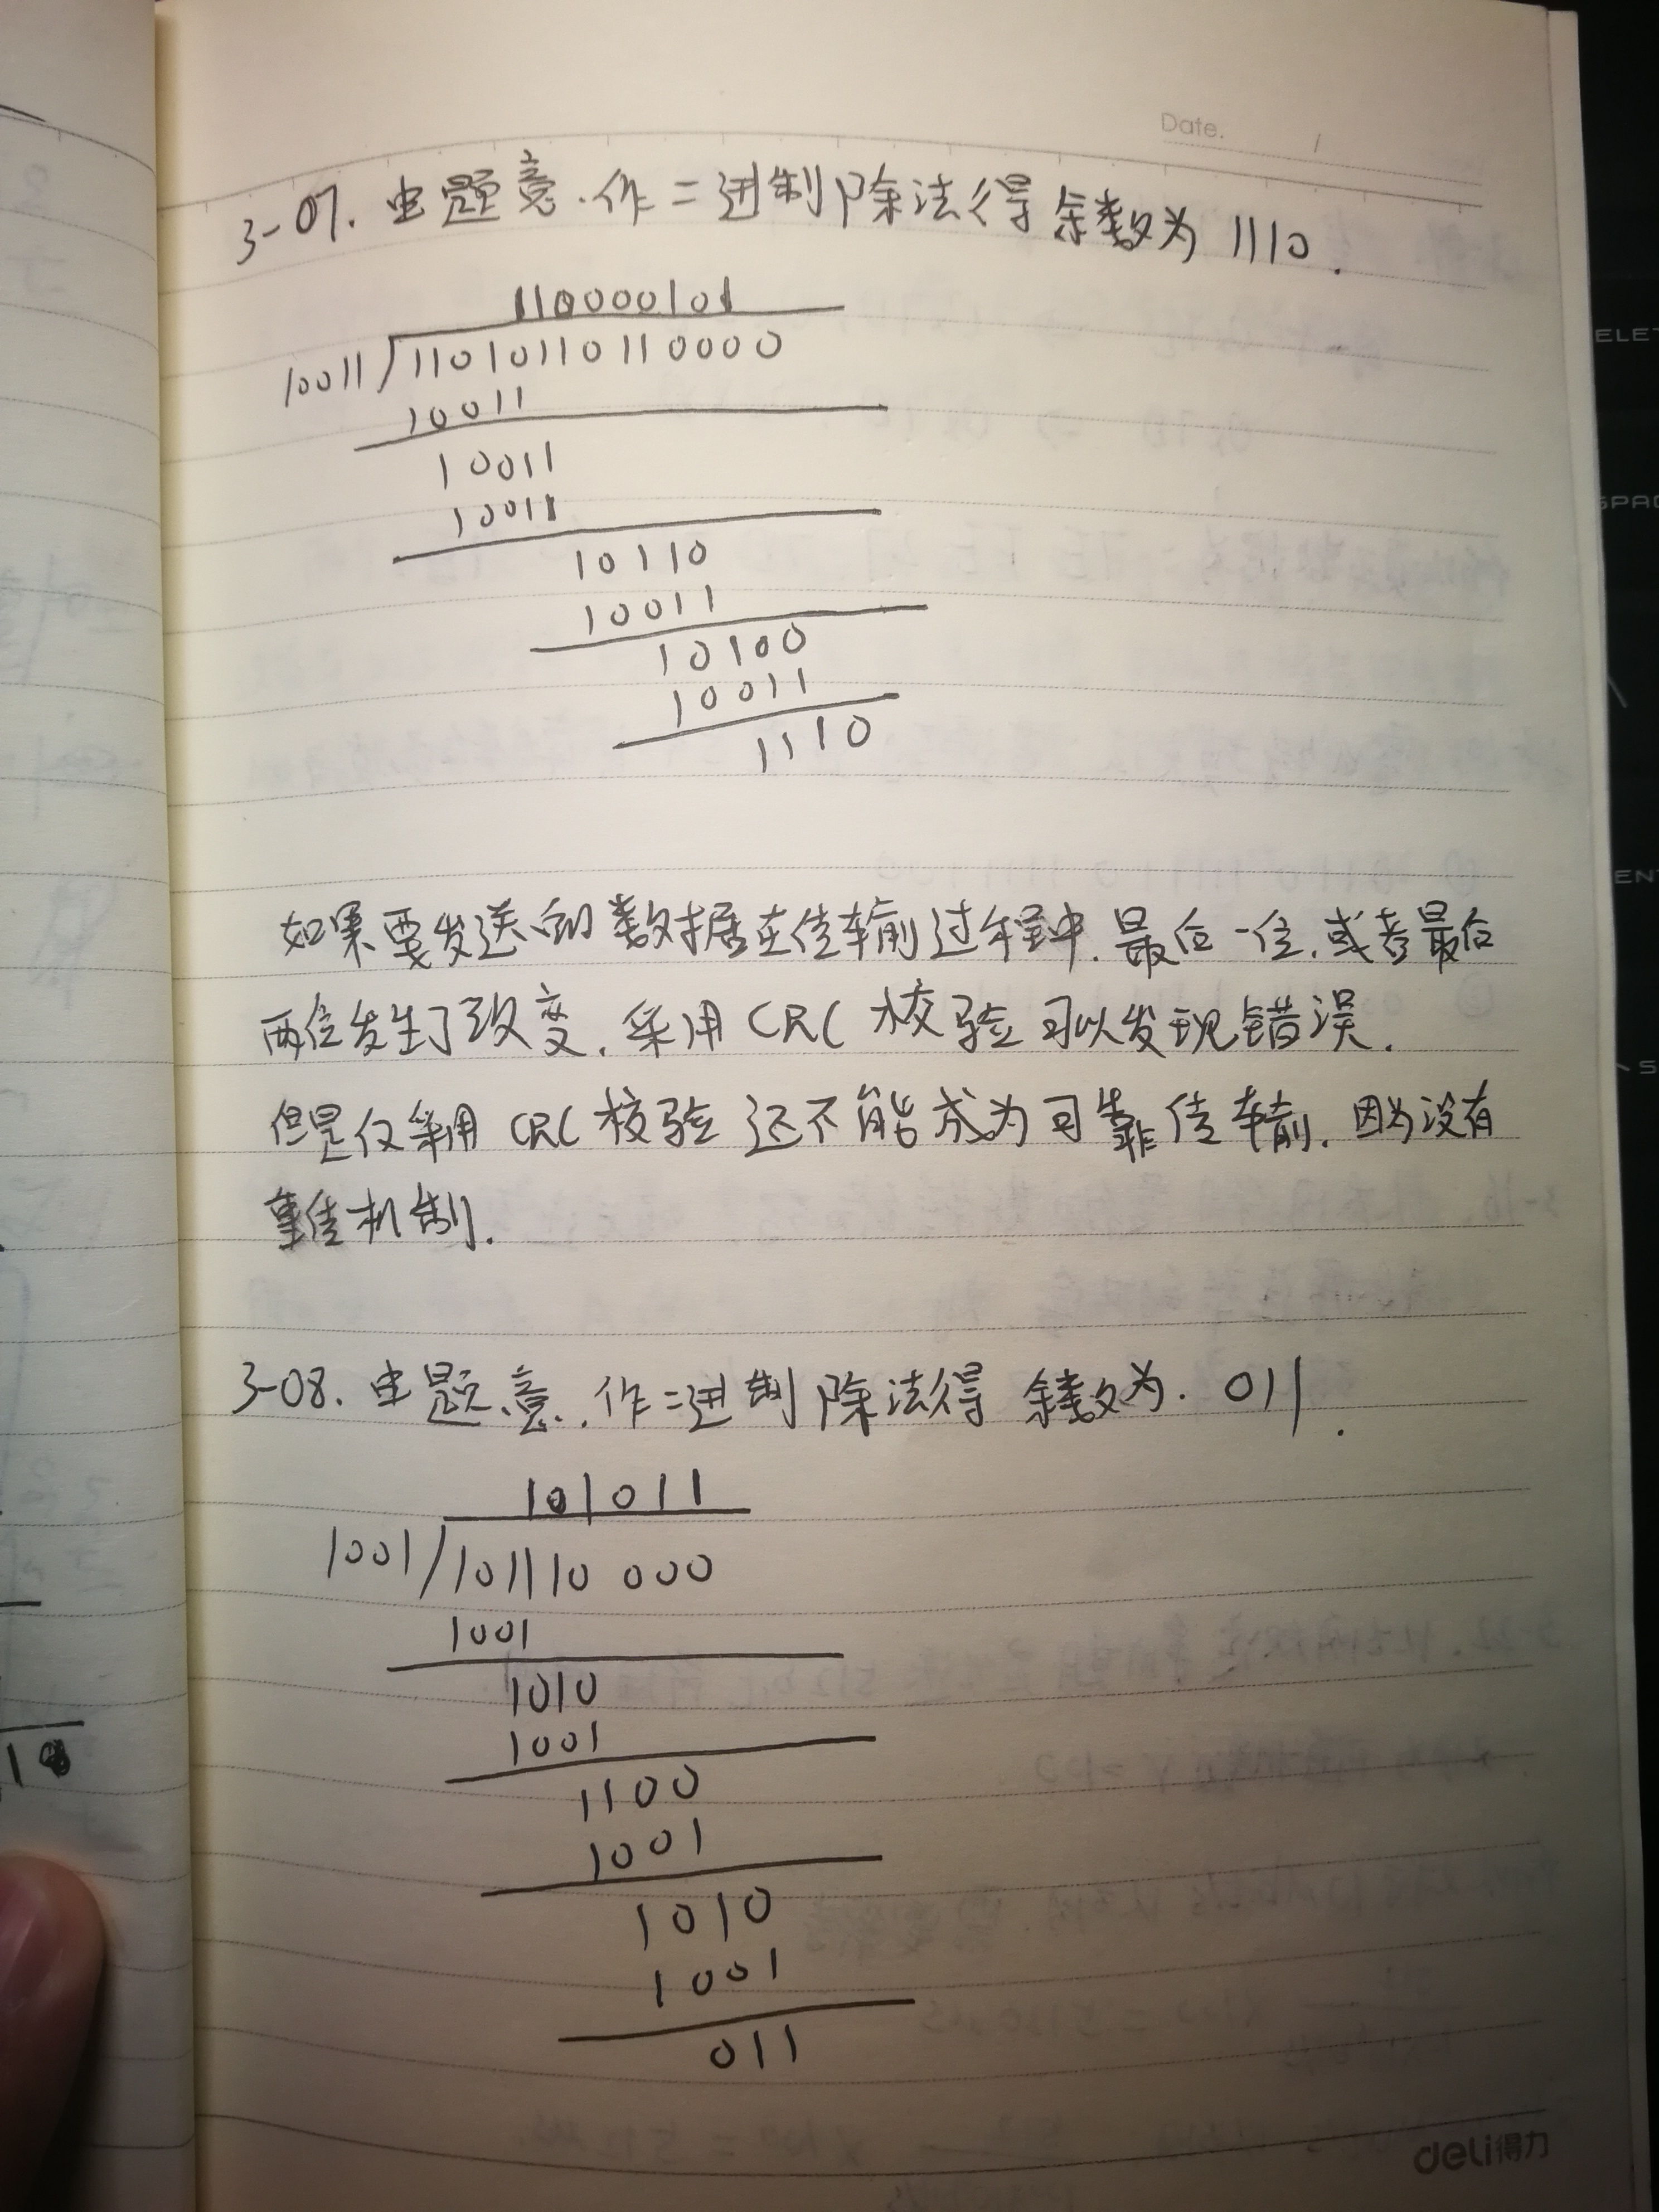 Date.
3-07. 由题意.作二进制除法得余数为 1110.
110000101
10011 11010110110000
10011
10011
10011
10110
10011
10100
10011
1110
如果要发送的数据在传输过程中.最后一位,或者最后
两位发生了改变,采用CRC校验可以发现错误.
但是仅采用CRC校验还不能成为可靠传输,因为没有
重传机制.
3-08.由题意.作二进制除法得 余数为. 011.
101011
1001 101110 000
1001
1010
1001
1100
1001
1010
1001
011
deli得力